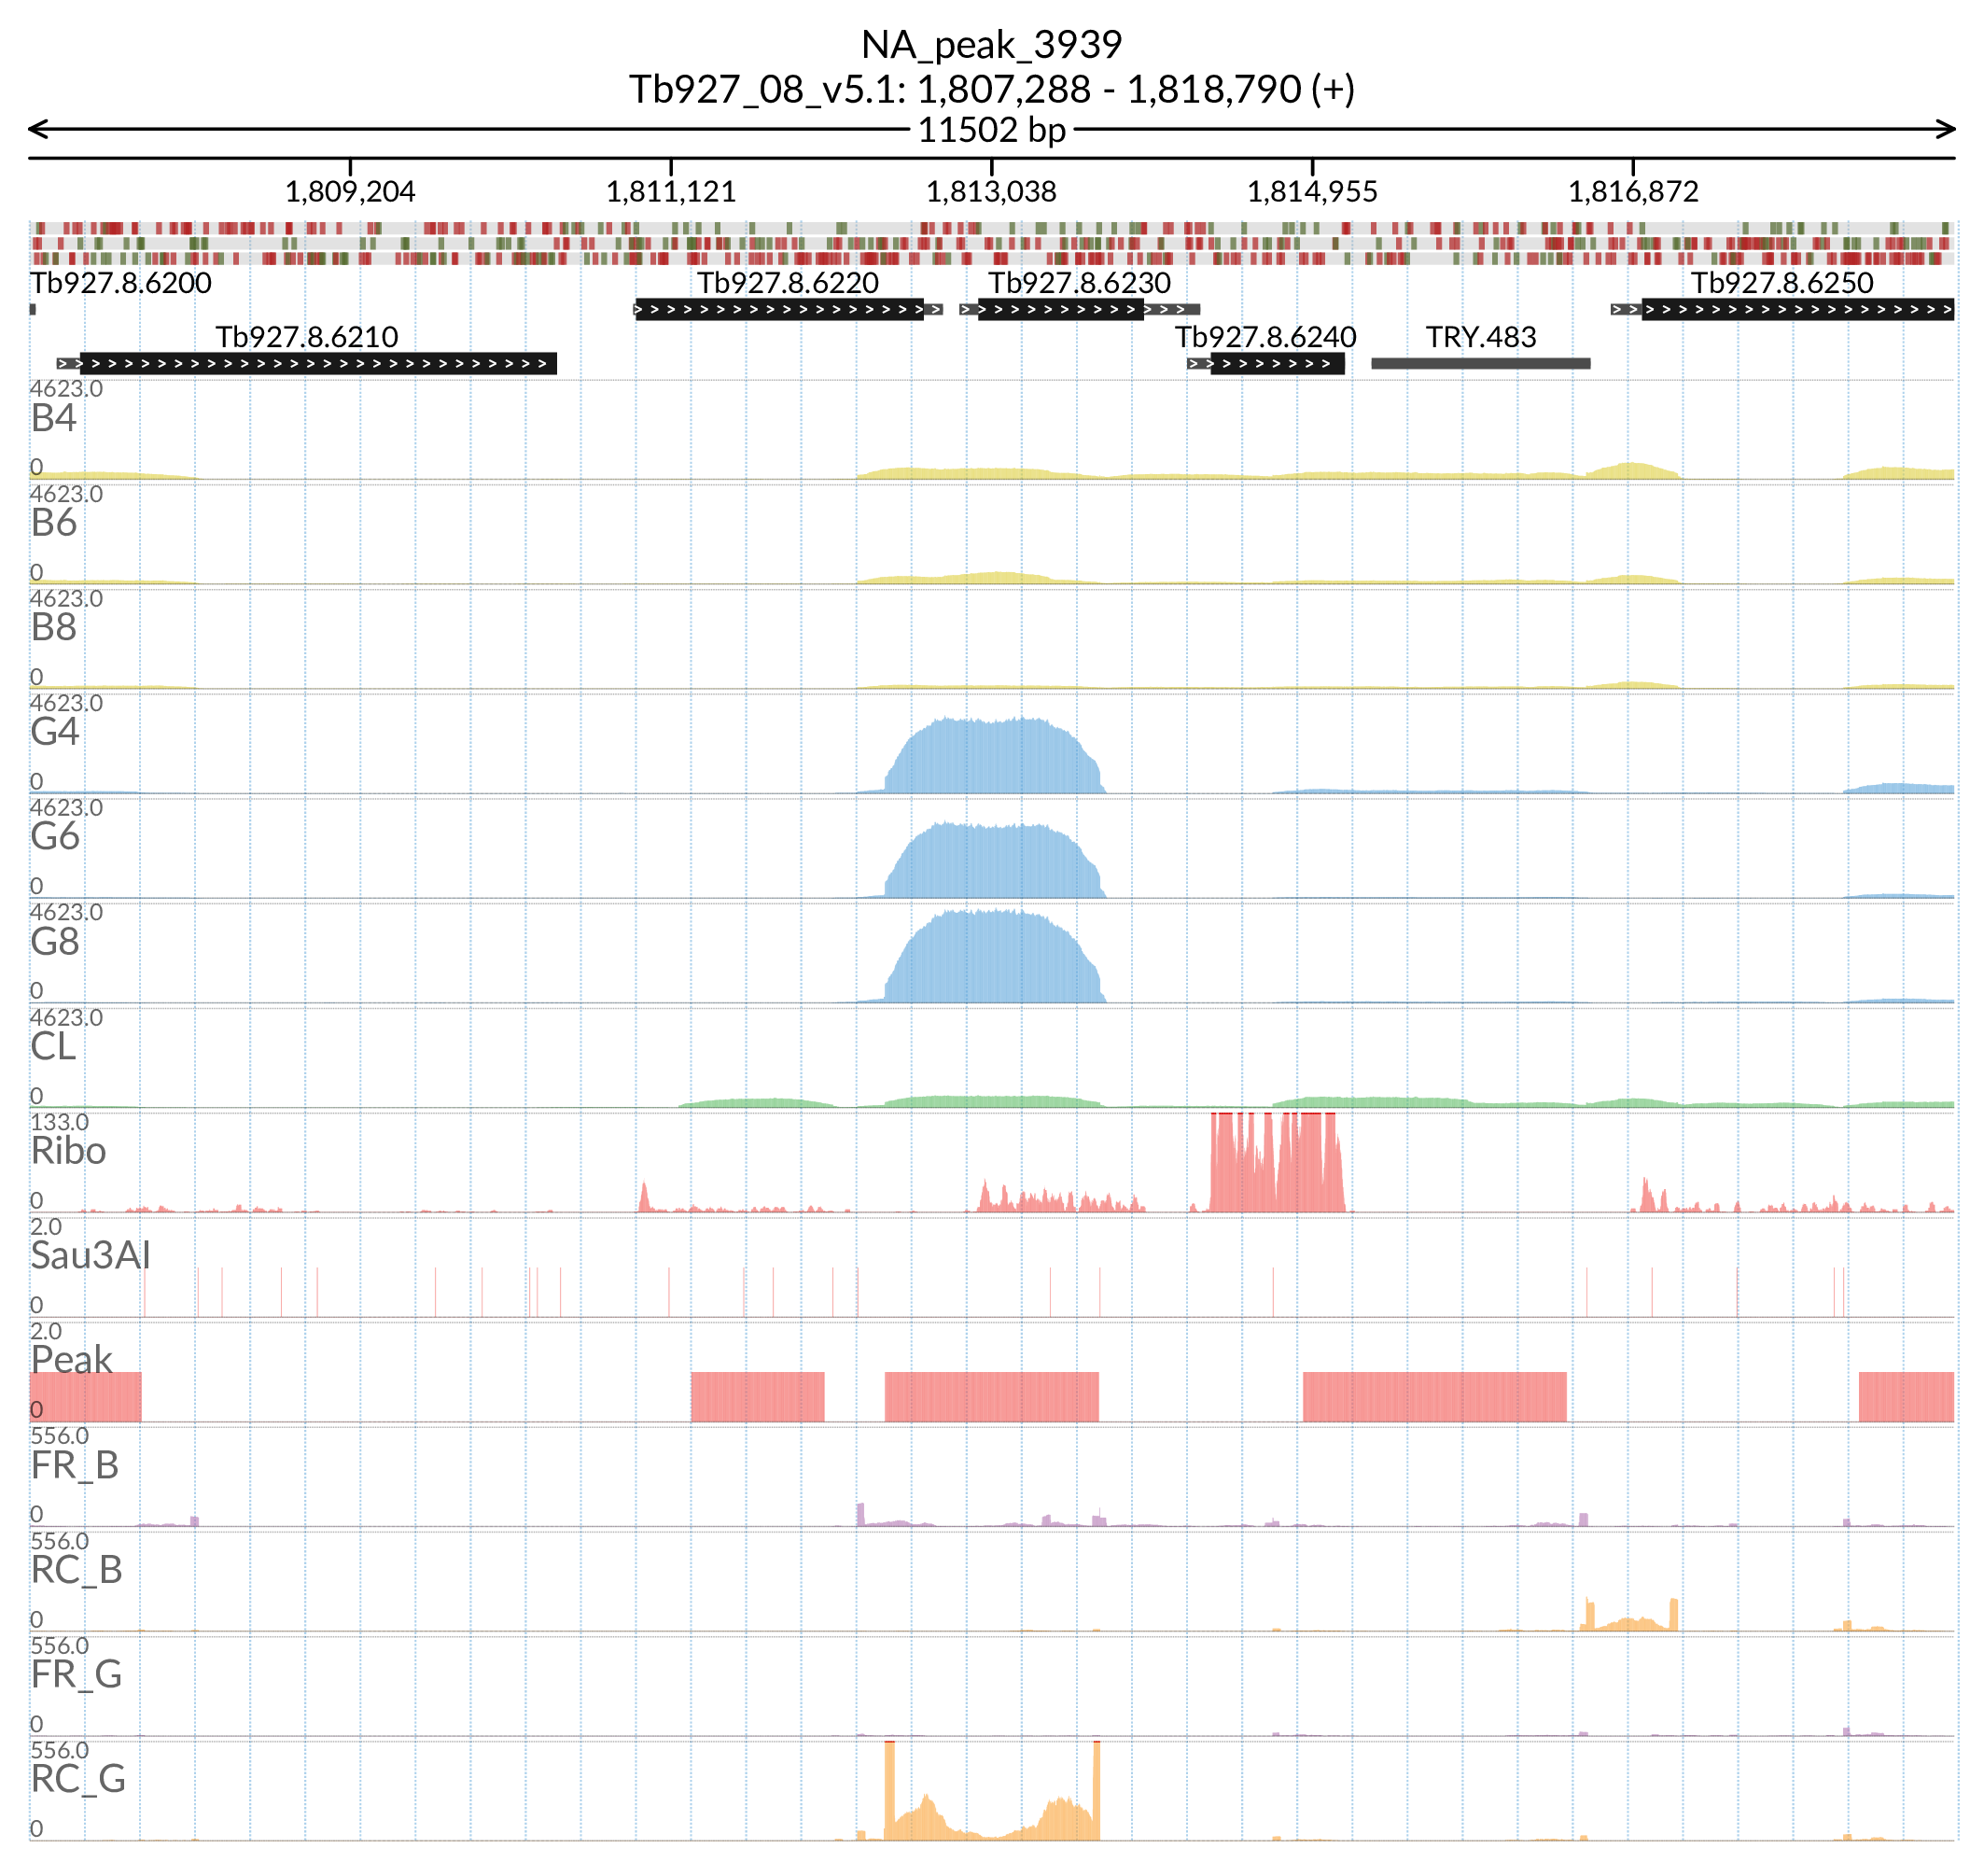 NA_peak_3939
Tb927_08_v5.1: 1,807,288 - 1,818,790 (+)
11502 bp
1,809,204 1,811,121 1,813,038 1,814,955 1,816,872
Tb927.8.6200 Tb927.8.6220 Tb927.8.6230 Tb927.8.6250
Tb927.8.6210 Tb927.8.6240 TRY.483
4623.0
B4
0
4623.0
B6
0
4623.0
B8
0
4623.0
G4
0
4623.0
G6
0
4623.0
G8
0
4623.0
CL
0
133.0
Ribo
0
2.0
Sau3AI
0
2.0
Peak
0
556.0
FR_B
0
556.0
RC_B
0
556.0
FR_G
0
556.0
RC_G
0